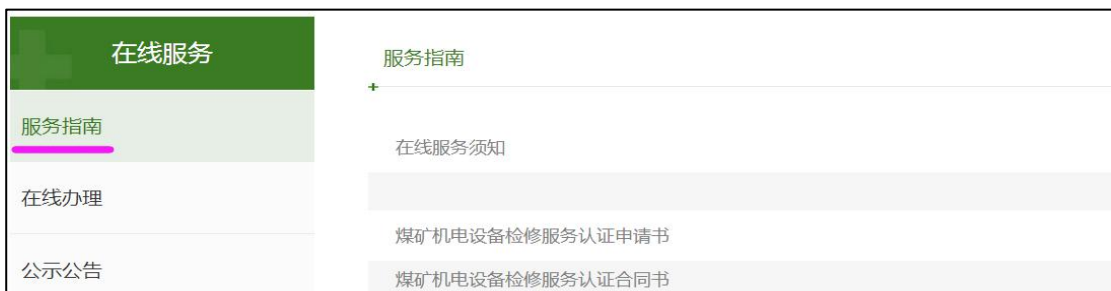 在线服务
服务指南
在线办理
公示公告
服务指南
在线服务须知
煤矿机电设备检修服务认证申请书
煤矿机电设备检修服务认证合同书